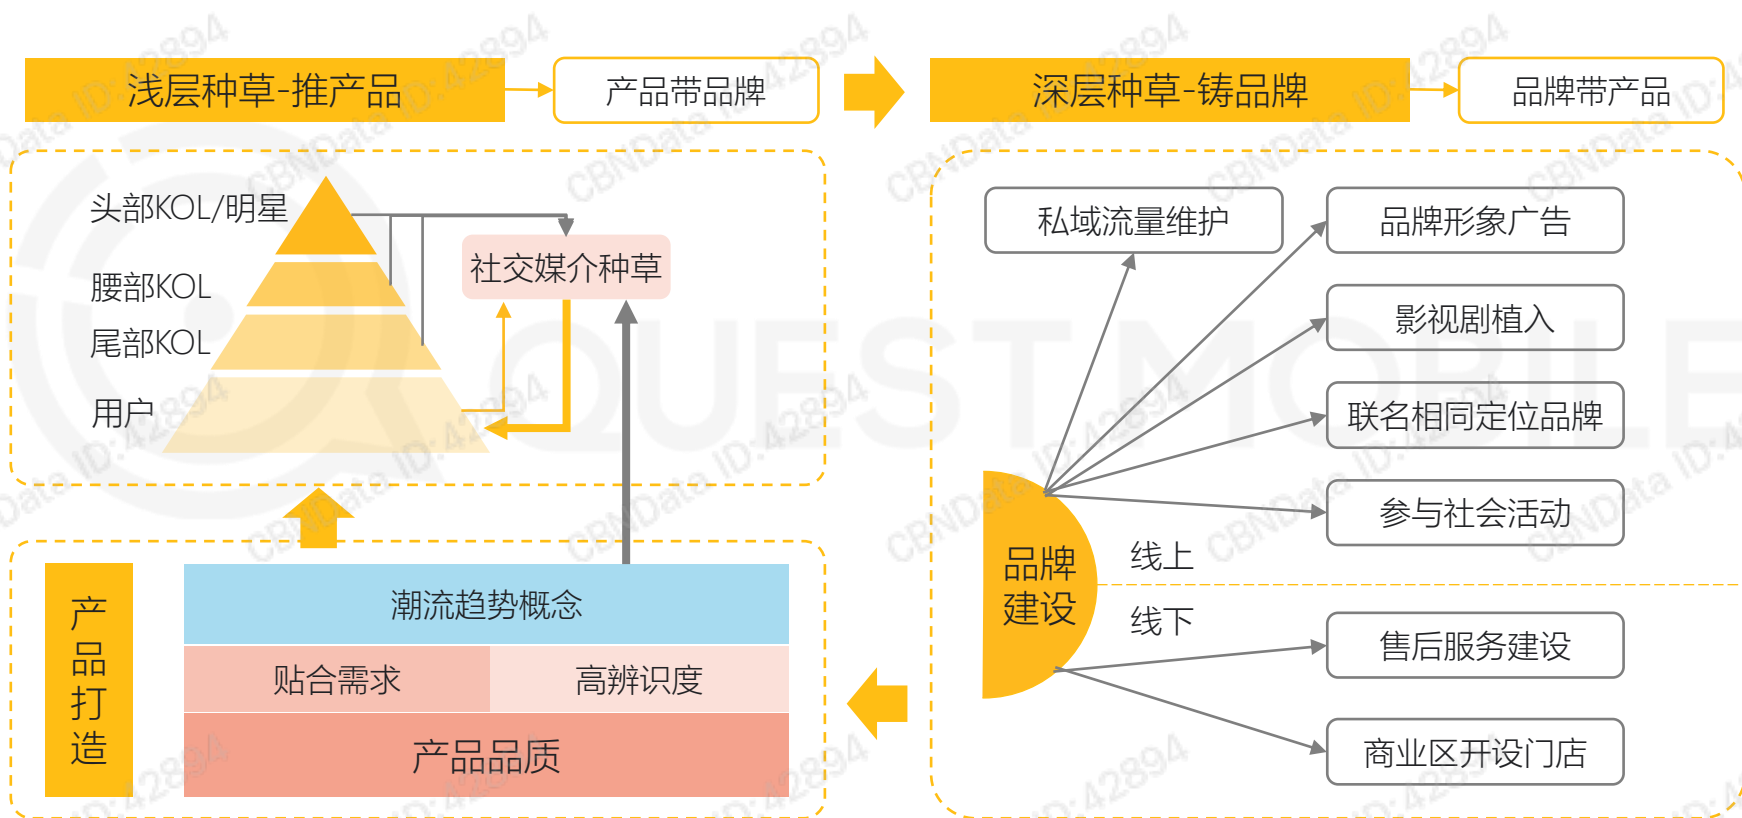 浅层种草-推产品
产品带品牌
深层种草-铸品牌
品牌带产品
头部KOL/明星
腰部KOL
尾部KOL
用户
社交媒介种草
产品打造
潮流趋势概念
贴合需求
高辨识度
产品品质
私域流量维护
品牌形象广告
影视剧植入
联名相同定位品牌
参与社会活动
品牌
建设
线上
线下
售后服务建设
商业区开设门店
QUEST MOBILE
CBNData ID:42894